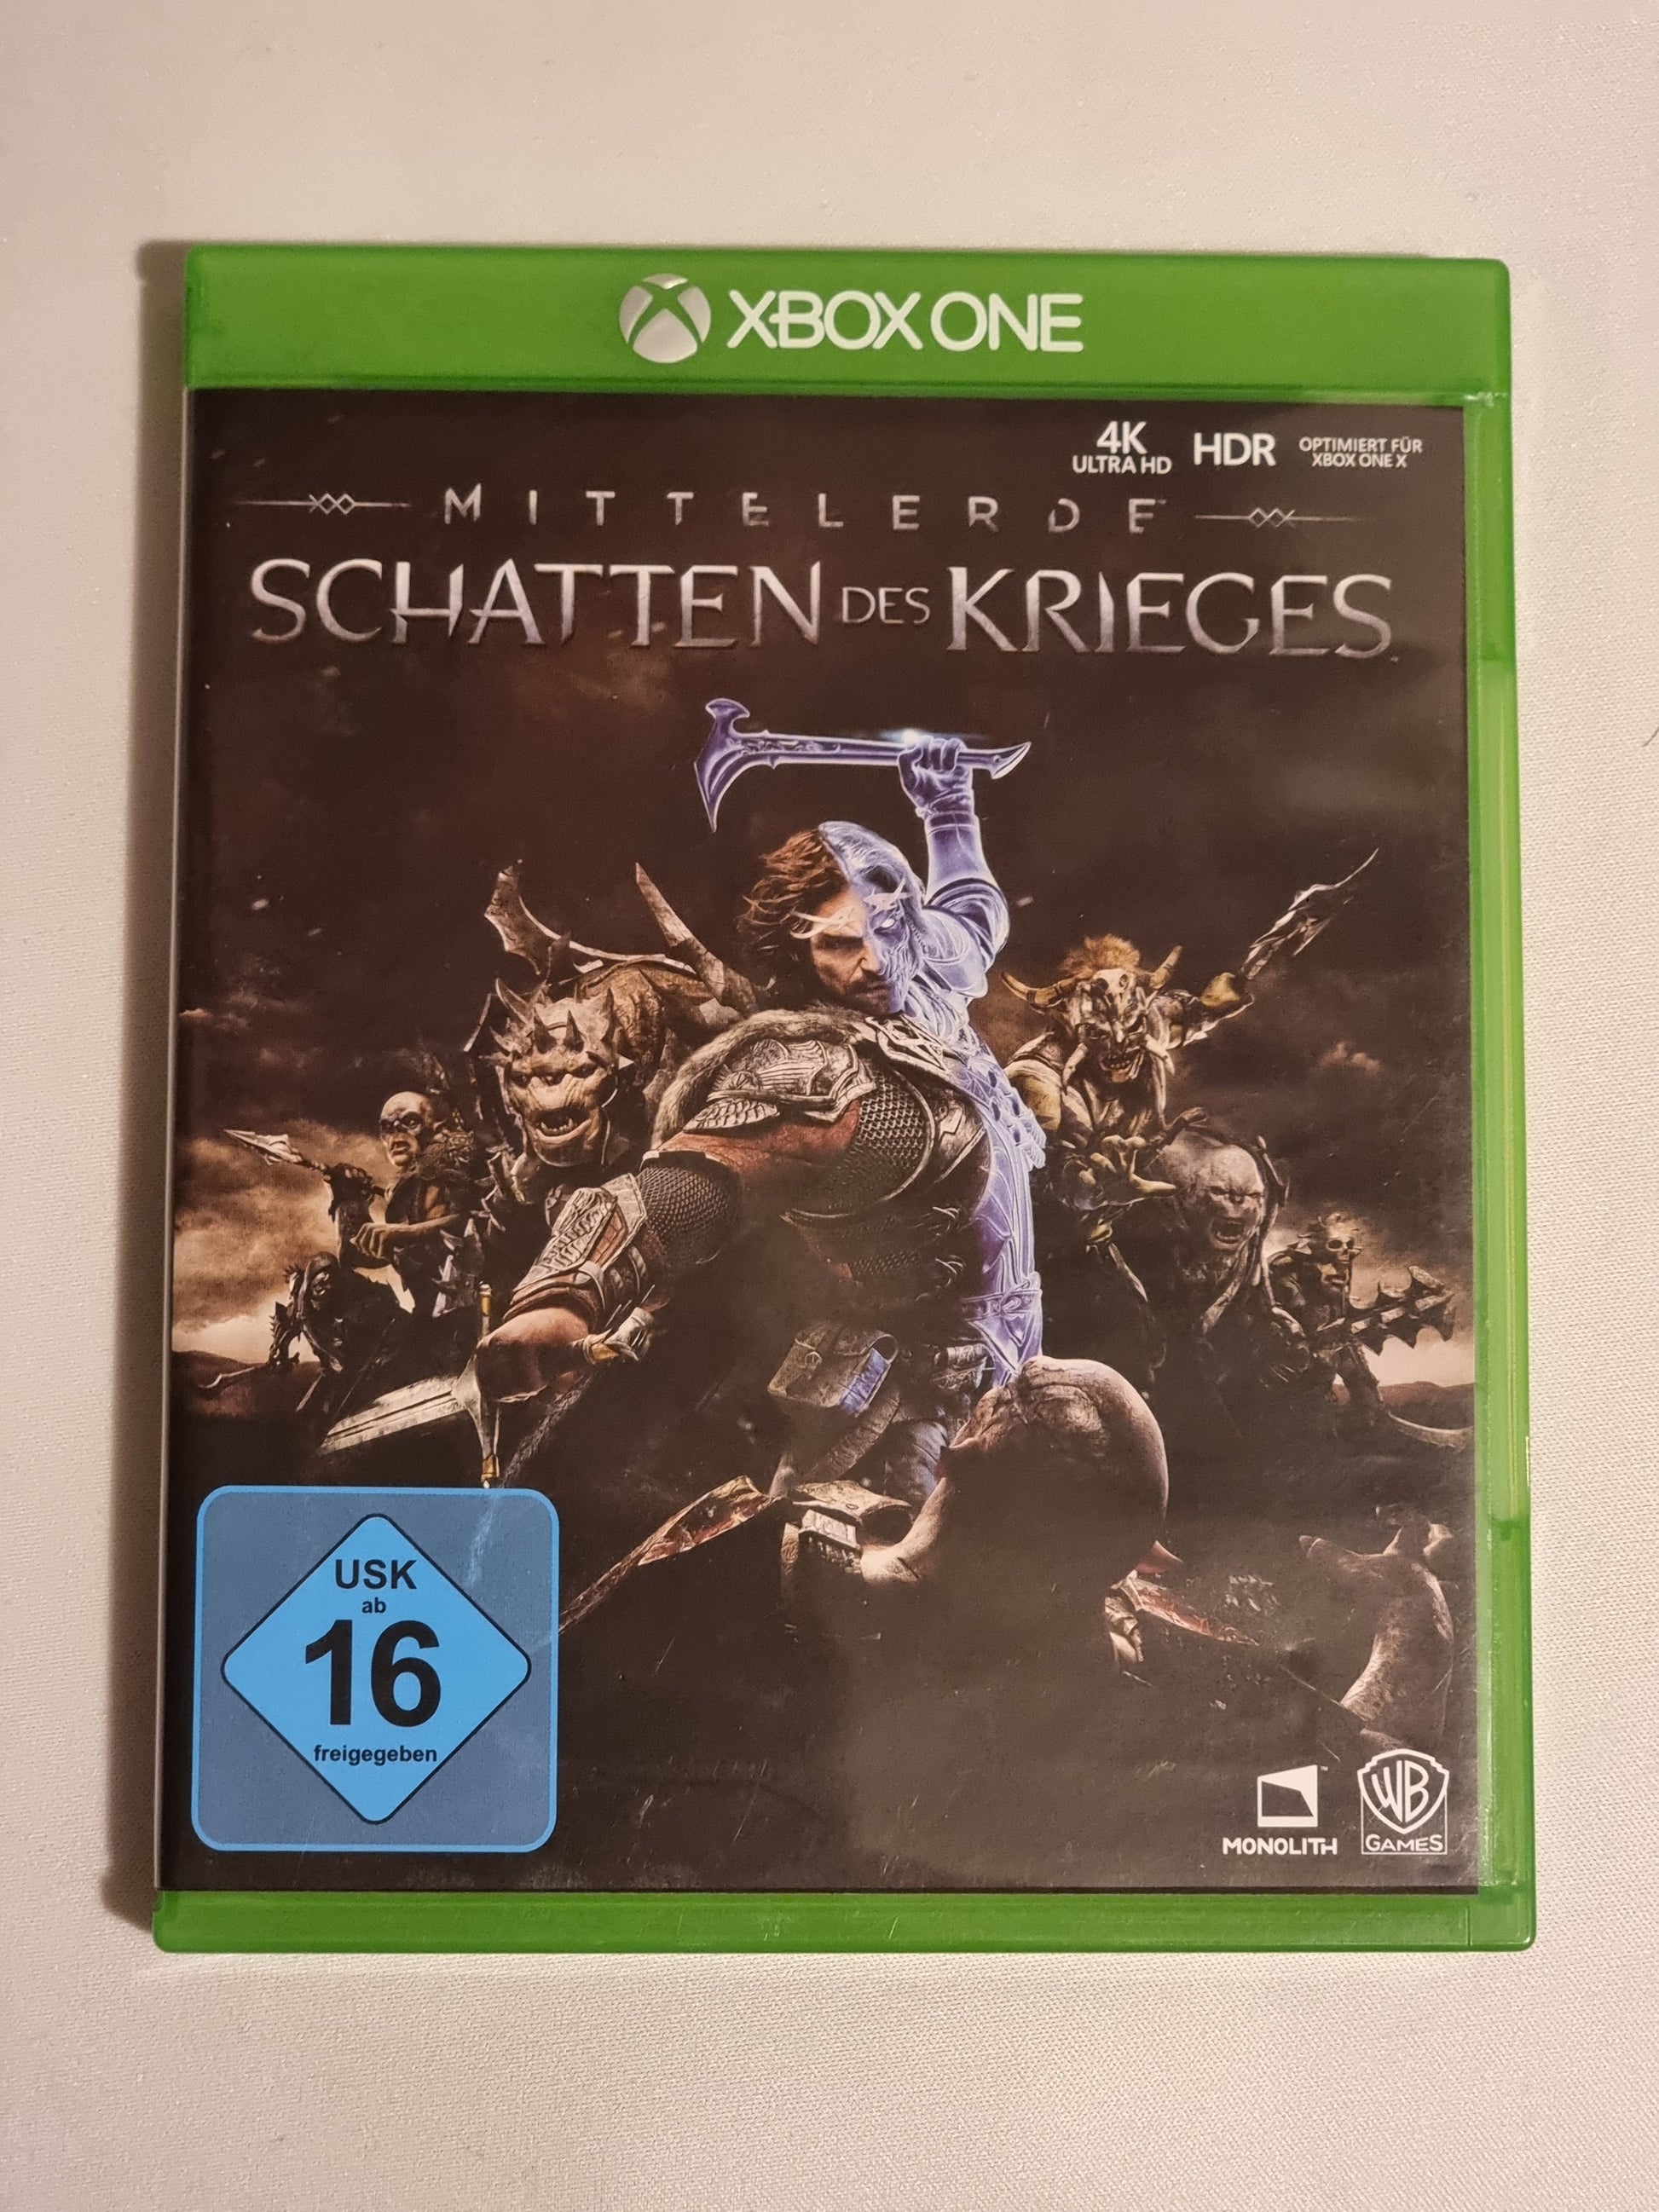 XBOX ONE
4K
ULTRA HD
HDR
OPTIMIERT FÜR
XBOX ONE X
MITTELERDE
SCHATTEN DES KRIEGES
USK
ab
16
freigegeben
MONOLITH™
WB
GAMES